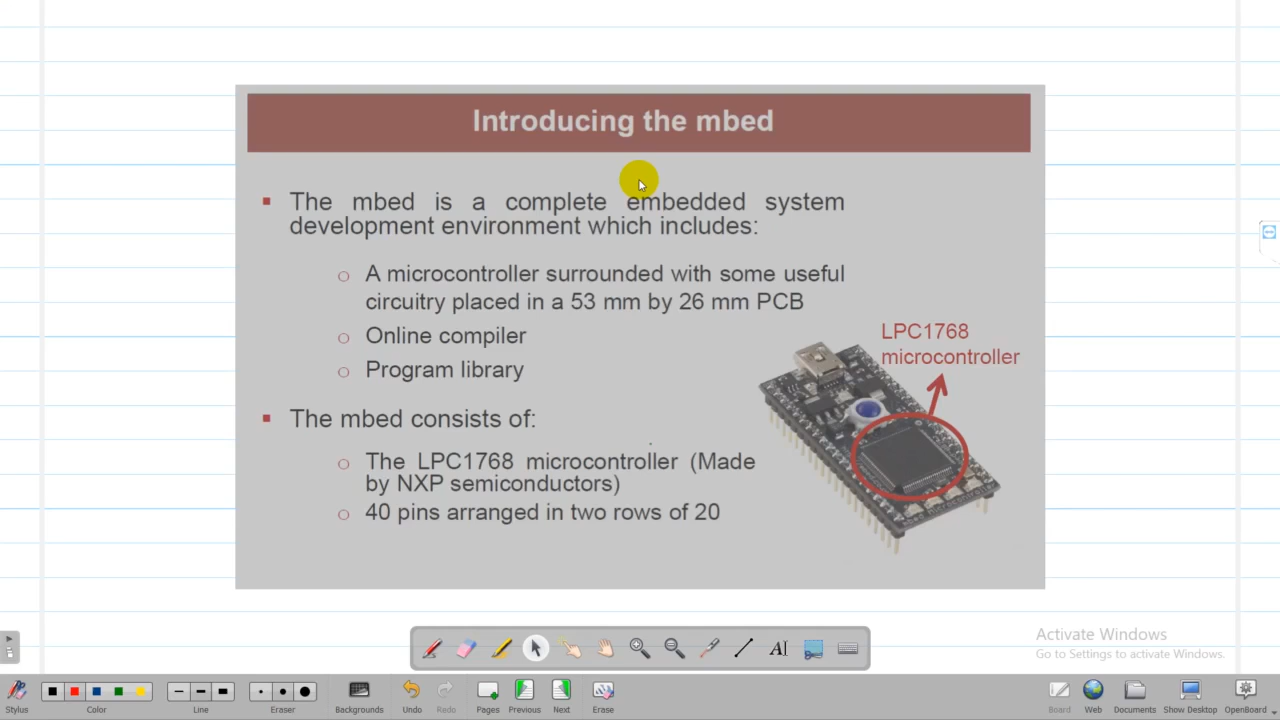 Introducing the mbed
▪ The mbed is a complete embedded system
development environment which includes:
o A microcontroller surrounded with some useful
circuitry placed in a 53 mm by 26 mm PCB
o Online compiler
o Program library
▪ The mbed consists of:
o The LPC1768 microcontroller (Made
by NXP semiconductors)
o 40 pins arranged in two rows of 20
LPC1768
microcontroller
Activate Windows
Go to Settings to activate Windows.
Stylus
Color
Line
Eraser
Backgrounds
Undo
Redo
Pages
Previous
Next
Erase
Board
Web
Documents
Show Desktop
OpenBoard